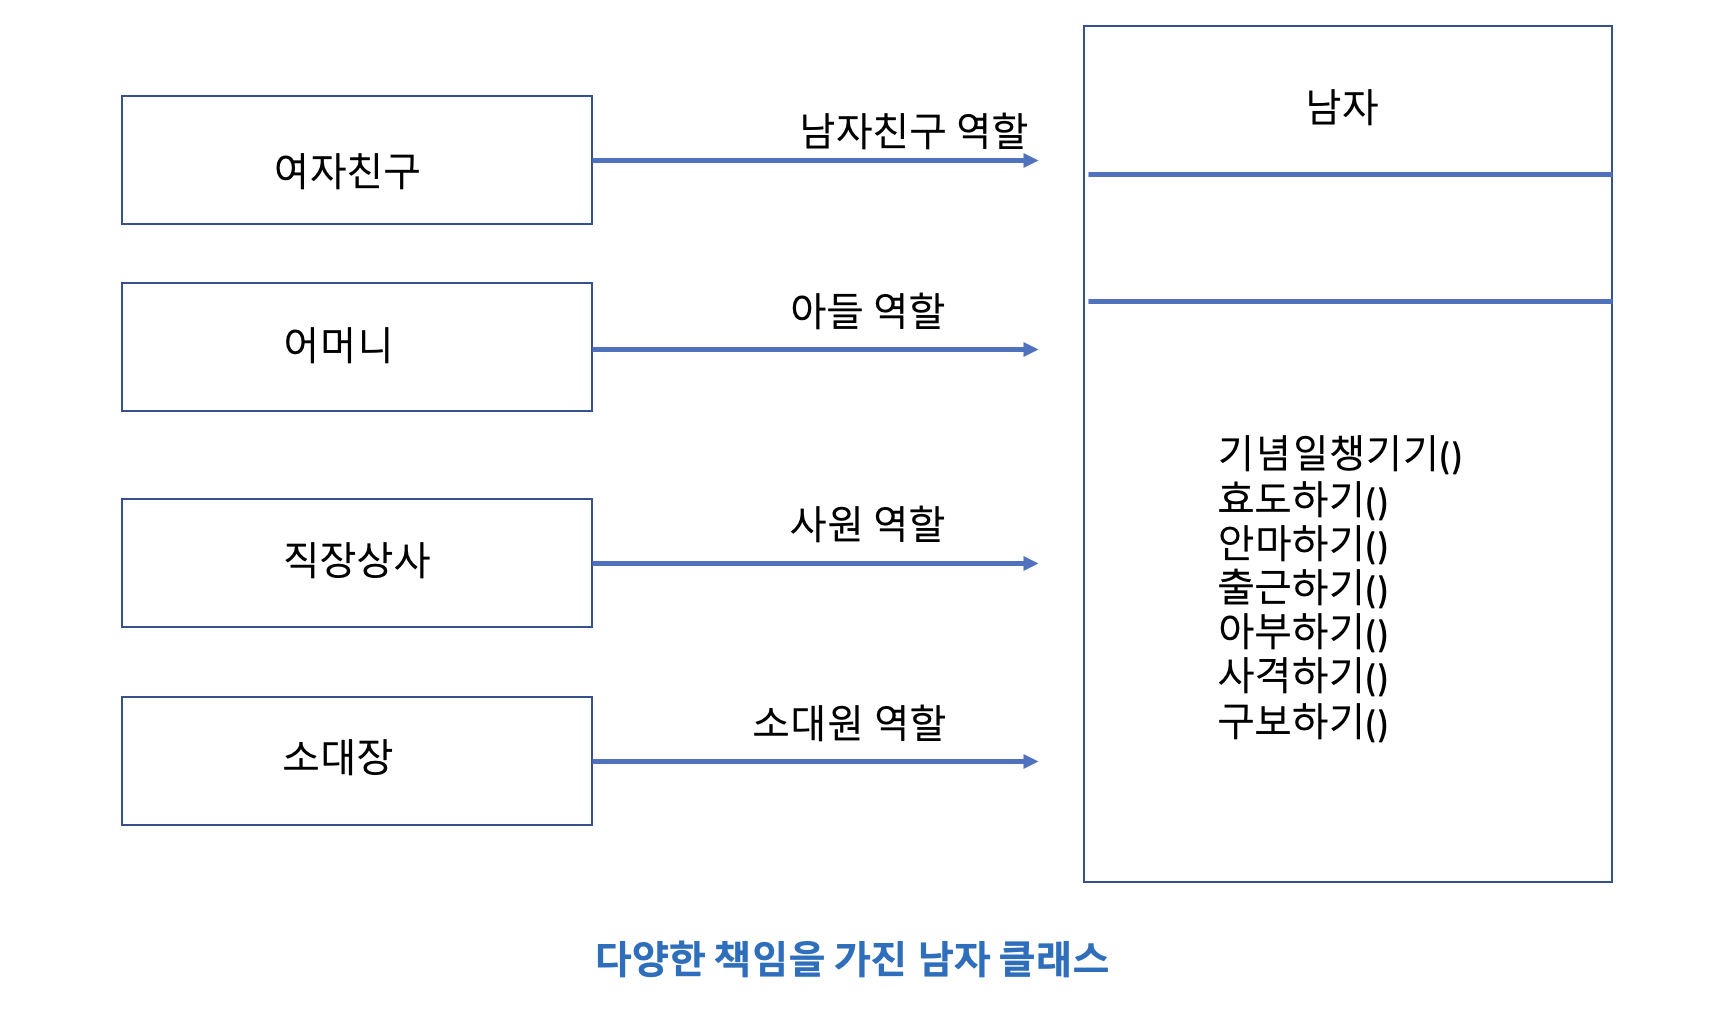 여자친구
남자친구 역할
어머니
아들 역할
직장상사
사원 역할
소대장
소대원 역할
남자
기념일챙기기()
효도하기()
안마하기()
출근하기()
아부하기()
사격하기()
구보하기()
다양한 책임을 가진 남자 클래스